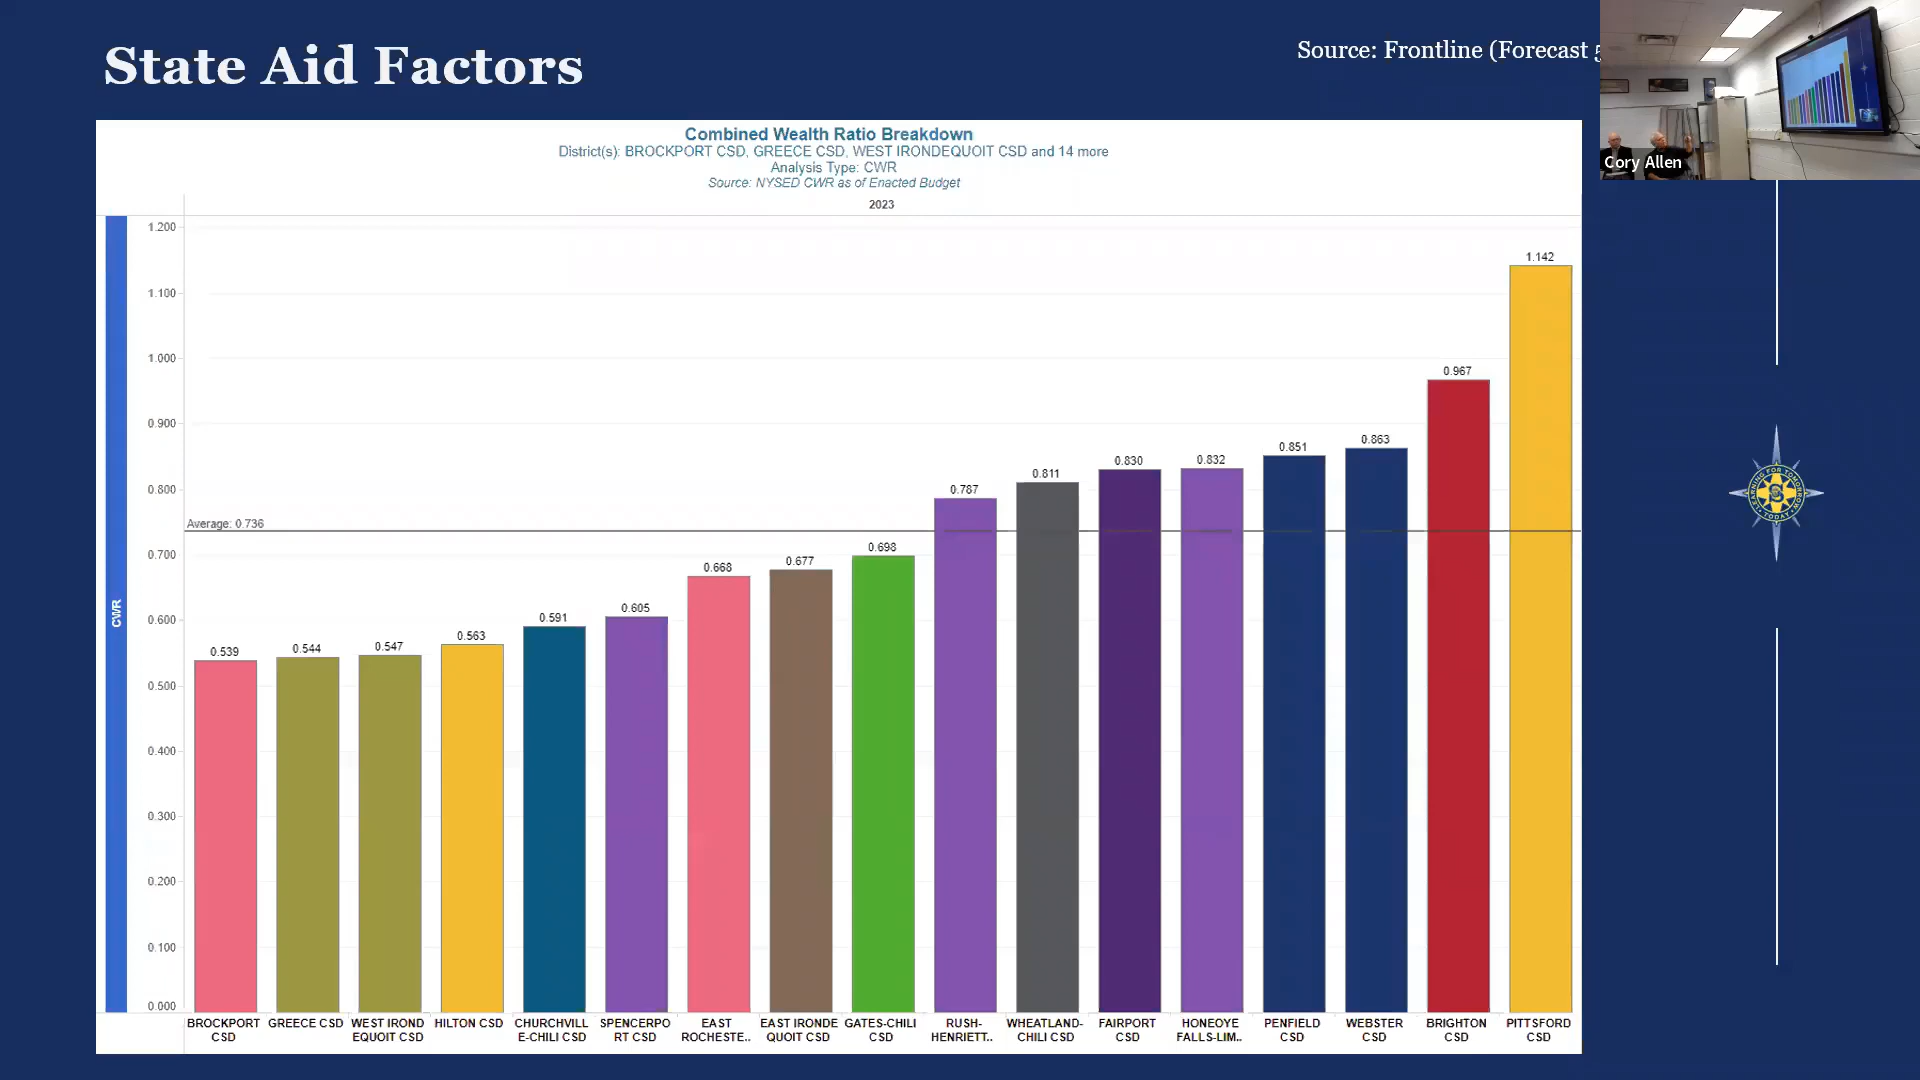 State Aid Factors
Source: Frontline (Forecast
Cory Allen
Combined Wealth Ratio Breakdown
District(s): BROCKPORT CSD, GREECE CSD, WEST IRONDEQUOIT CSD and 14 more
Analysis Type: CWR
Source: NYSED CWR as of Enacted Budget
2023
CWR
1.200
1.100
1.000
0.900
0.800
0.700
0.600
0.500
0.400
0.300
0.200
0.100
0.000
Average: 0.736
0.539
0.544
0.547
0.563
0.591
0.605
0.668
0.677
0.698
0.787
0.811
0.830
0.832
0.851
0.863
0.967
1.142
BROCKPORT
CSD
GREECE CSD
WEST IROND
EQUOIT CSD
HILTON CSD
CHURCHVILL
E-CHILI CSD
SPENCERPO
RT CSD
EAST
ROCHESTE..
EAST IRONDE
QUOIT CSD
GATES-CHILI
CSD
RUSH-
HENRIETT..
WHEATLAND-
CHILI CSD
FAIRPORT
CSD
HONEOYE
FALLS-LIM..
PENFIELD
CSD
WEBSTER
CSD
BRIGHTON
CSD
PITTSFORD
CSD
LEARNING FOR TOMORROW
TODAY
S